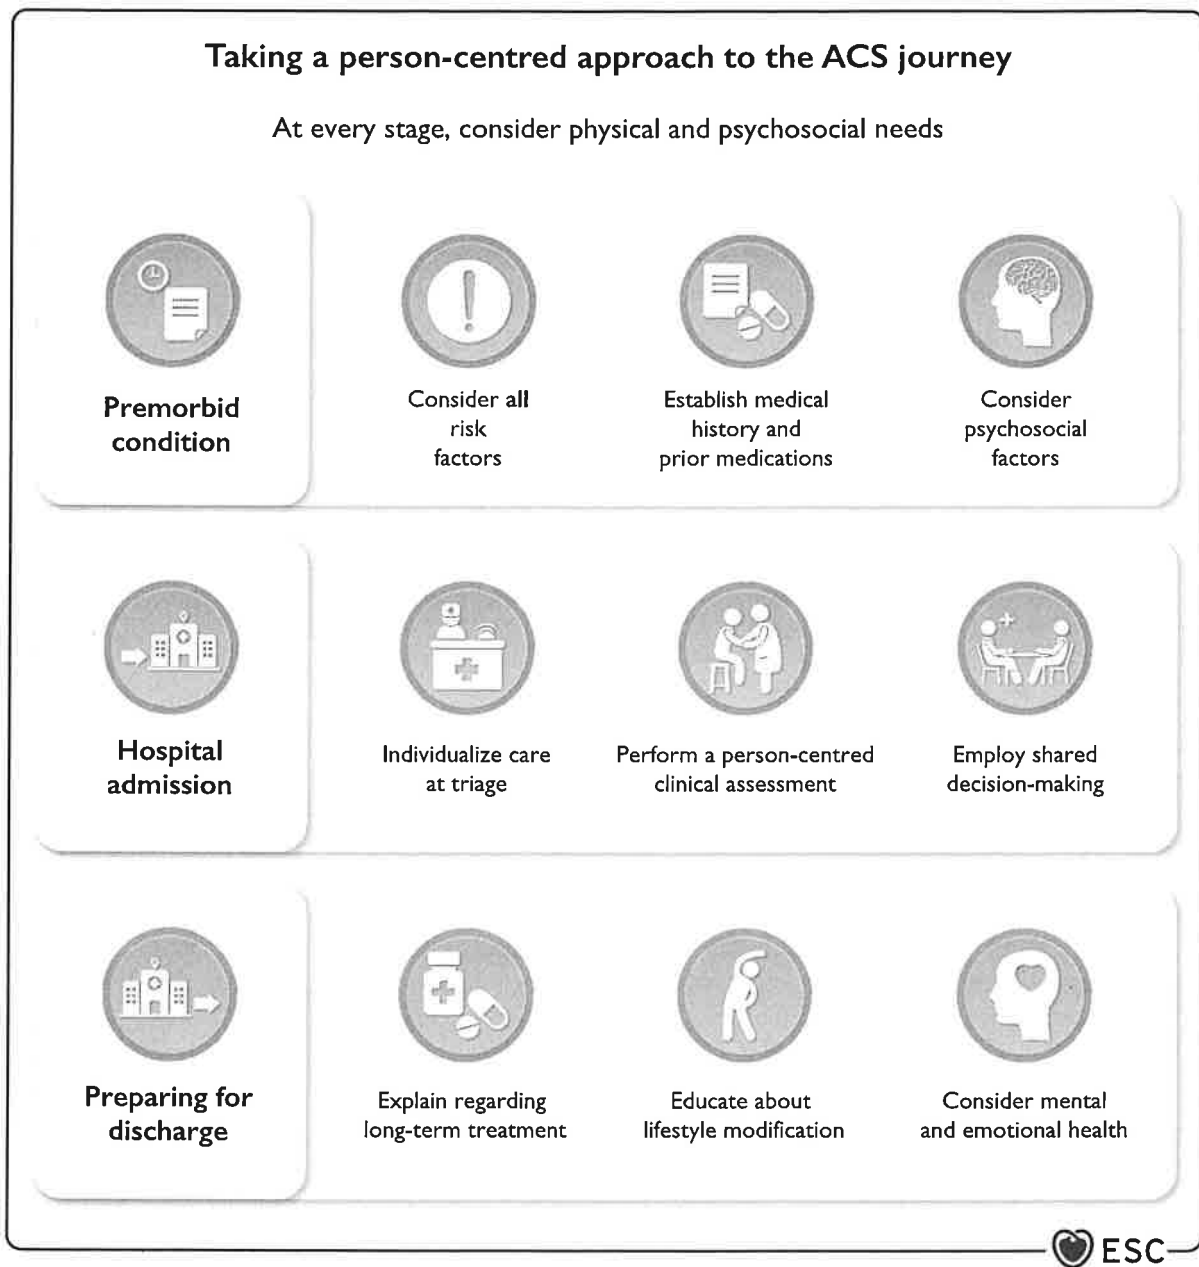 Taking a person-centred approach to the ACS journey
At every stage, consider physical and psychosocial needs
Premorbid
condition
Consider all
risk
factors
Establish medical
history and
prior medications
Consider
psychosocial
factors
Hospital
admission
Individualize care
at triage
Perform a person-centred
clinical assessment
Employ shared
decision-making
Preparing for
discharge
Explain regarding
long-term treatment
Educate about
lifestyle modification
Consider mental
and emotional health
ESC